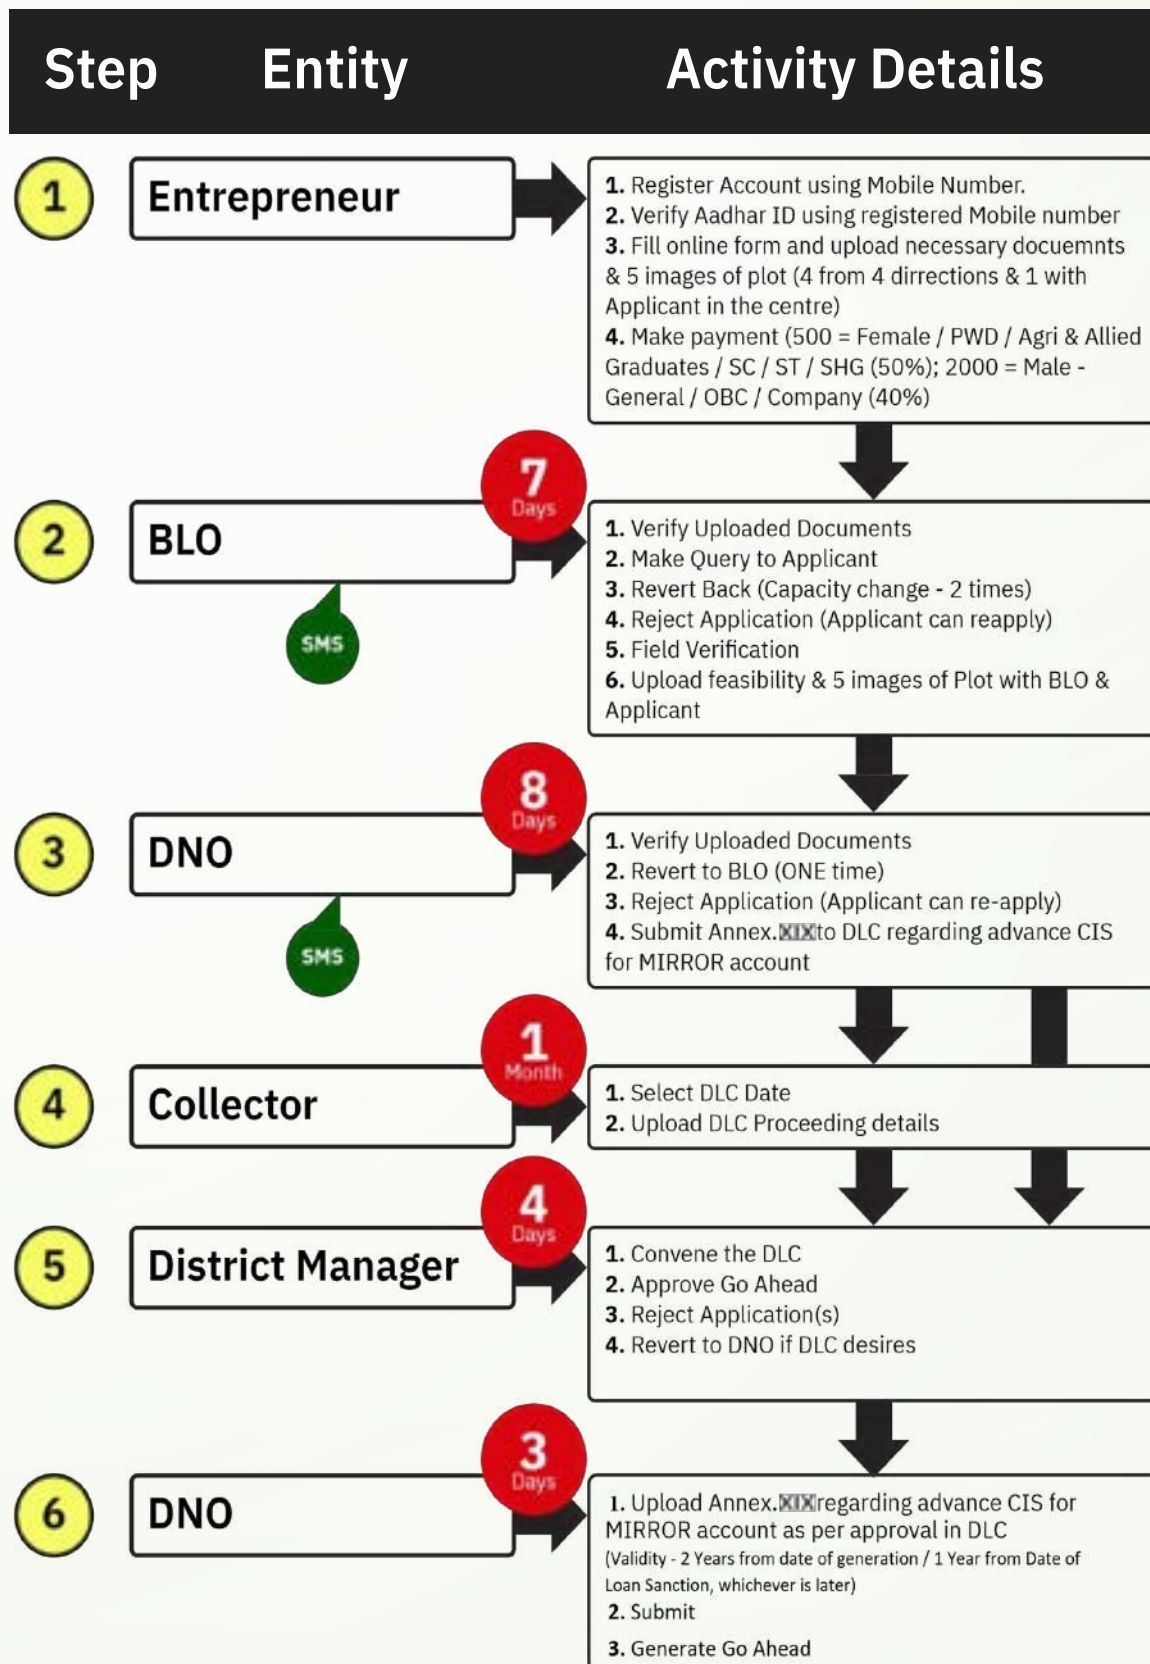 Step Entity Activity Details
1 Entrepreneur
1. Register Account using Mobile Number.
2. Verify Aadhar ID using registered Mobile number
3. Fill online form and upload necessary docuemnts
& 5 images of plot (4 from 4 dirrections & 1 with
Applicant in the centre)
4. Make payment (500 = Female / PWD / Agri & Allied
Graduates / SC / ST / SHG (50%); 2000 = Male -
General / OBC / Company (40%)
2 BLO
7
Days
SMS
1. Verify Uploaded Documents
2. Make Query to Applicant
3. Revert Back (Capacity change - 2 times)
4. Reject Application (Applicant can reapply)
5. Field Verification
6. Upload feasibility & 5 images of Plot with BLO &
Applicant
3 DNO
8
Days
SMS
1. Verify Uploaded Documents
2. Revert to BLO (ONE time)
3. Reject Application (Applicant can re-apply)
4. Submit Annex. XIX to DLC regarding advance CIS
for MIRROR account
4 Collector
1
Month
1. Select DLC Date
2. Upload DLC Proceeding details
5 District Manager
4
Days
1. Convene the DLC
2. Approve Go Ahead
3. Reject Application(s)
4. Revert to DNO if DLC desires
6 DNO
3
Days
1. Upload Annex. XIX regarding advance CIS for
MIRROR account as per approval in DLC
(Validity - 2 Years from date of generation / 1 Year from Date of
Loan Sanction, whichever is later)
2. Submit
3. Generate Go Ahead